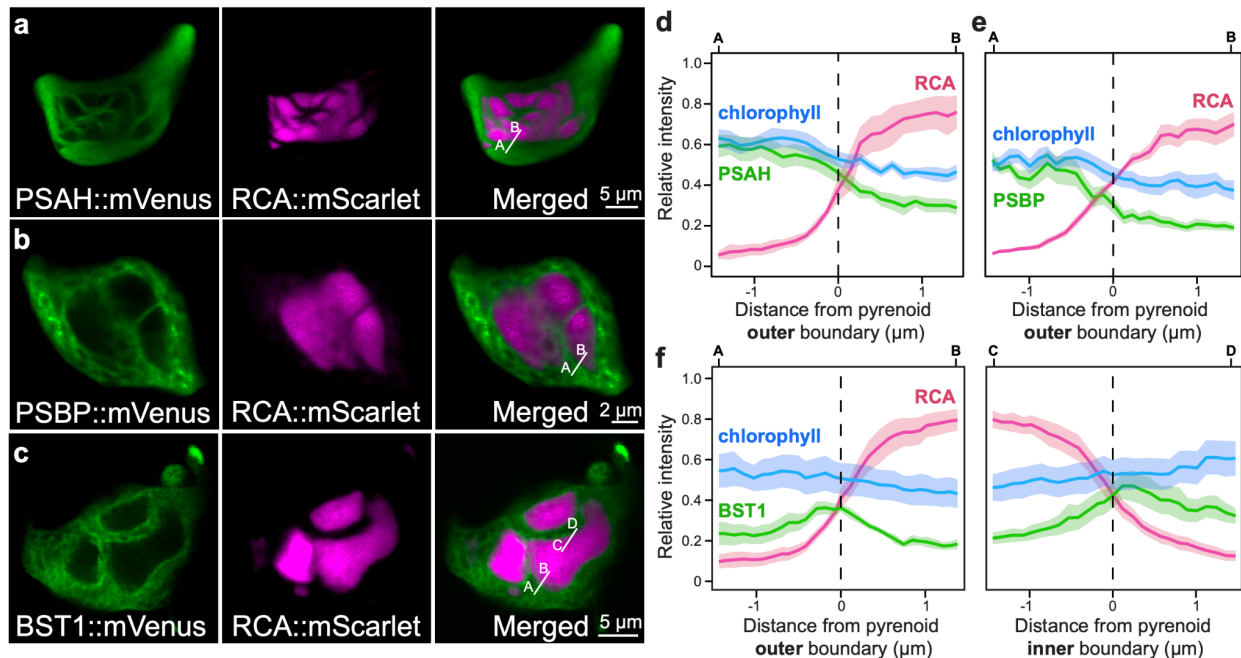 a
PSAH::mVenus
RCA::mScarlet
A
B
Merged
5 µm
b
PSBP::mVenus
RCA::mScarlet
A
B
Merged
2 µm
c
BST1::mVenus
RCA::mScarlet
A
B
C
D
Merged
5 µm
d
A
B
Relative intensity
1.0
0.8
0.6
0.4
0.2
0
RCA
chlorophyll
PSAH
-1
0
1
Distance from pyrenoid
outer boundary (µm)
e
A
B
RCA
chlorophyll
PSBP
-1
0
1
Distance from pyrenoid
outer boundary (µm)
f
A
B
Relative intensity
1.0
0.8
0.6
0.4
0.2
0
RCA
chlorophyll
BST1
-1
0
1
Distance from pyrenoid
outer boundary (µm)
C
D
-1
0
1
Distance from pyrenoid
inner boundary (µm)